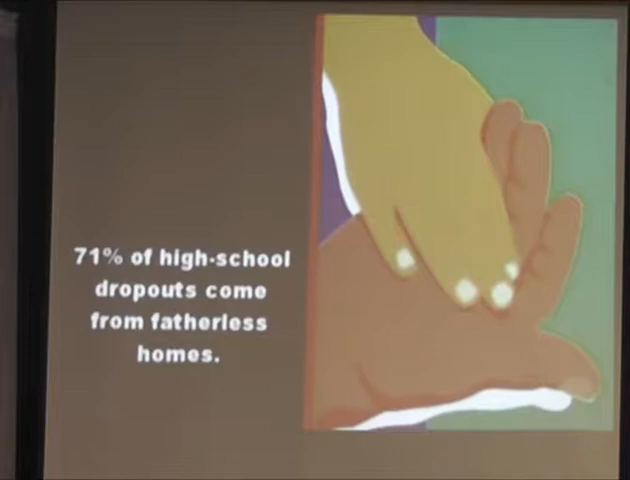 71% of high-school
dropouts come
from fatherless
homes.